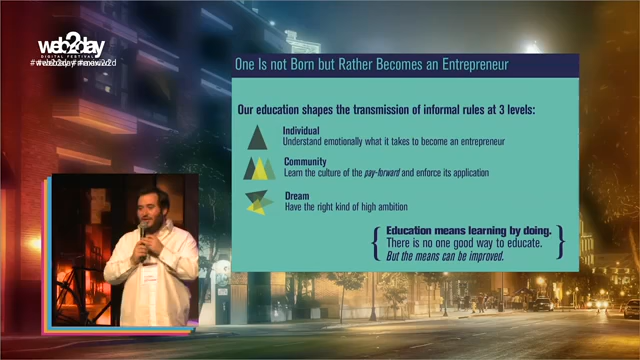 web2day
DIGITAL FESTIVAL
One Is not Born but Rather Becomes an Entrepreneur
Our education shapes the transmission of informal rules at 3 levels:
Individual
Understand emotionally what it takes to become an entrepreneur
Community
Learn the culture of the pay-forward and enforce its application
Dream
Have the right kind of high ambition
Education means learning by doing.
There is no one good way to educate.
But the means can be improved.